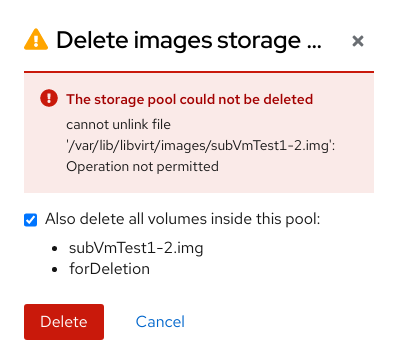 Delete images storage ...
The storage pool could not be deleted
cannot unlink file
'/var/lib/libvirt/images/subVmTest1-2.img':
Operation not permitted
Also delete all volumes inside this pool:
subVmTest1-2.img
forDeletion
Delete Cancel